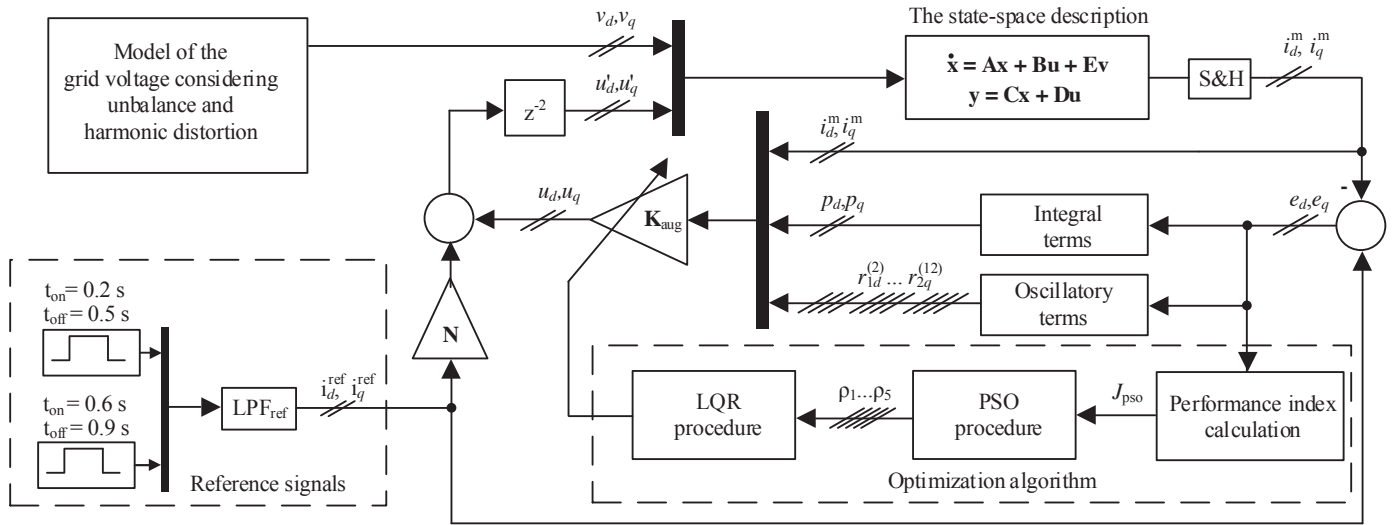 Model of the
grid voltage considering
unbalance and
harmonic distortion
v_d,v_q
u'_d,u'_q
z^-2
The state-space description
ẋ = Ax + Bu + Ev
y = Cx + Du
S&H
i_d^m, i_q^m
i_d^m, i_q^m
-
u_d,u_q
K_aug
p_d,p_q
Integral
terms
e_d,e_q
r_1d^(2) ... r_2q^(12)
Oscillatory
terms
t_on = 0.2 s
t_off = 0.5 s
t_on = 0.6 s
t_off = 0.9 s
LPF_ref
i_d^ref, i_q^ref
N
Reference signals
LQR
procedure
ρ_1...ρ_5
PSO
procedure
J_pso
Performance index
calculation
Optimization algorithm